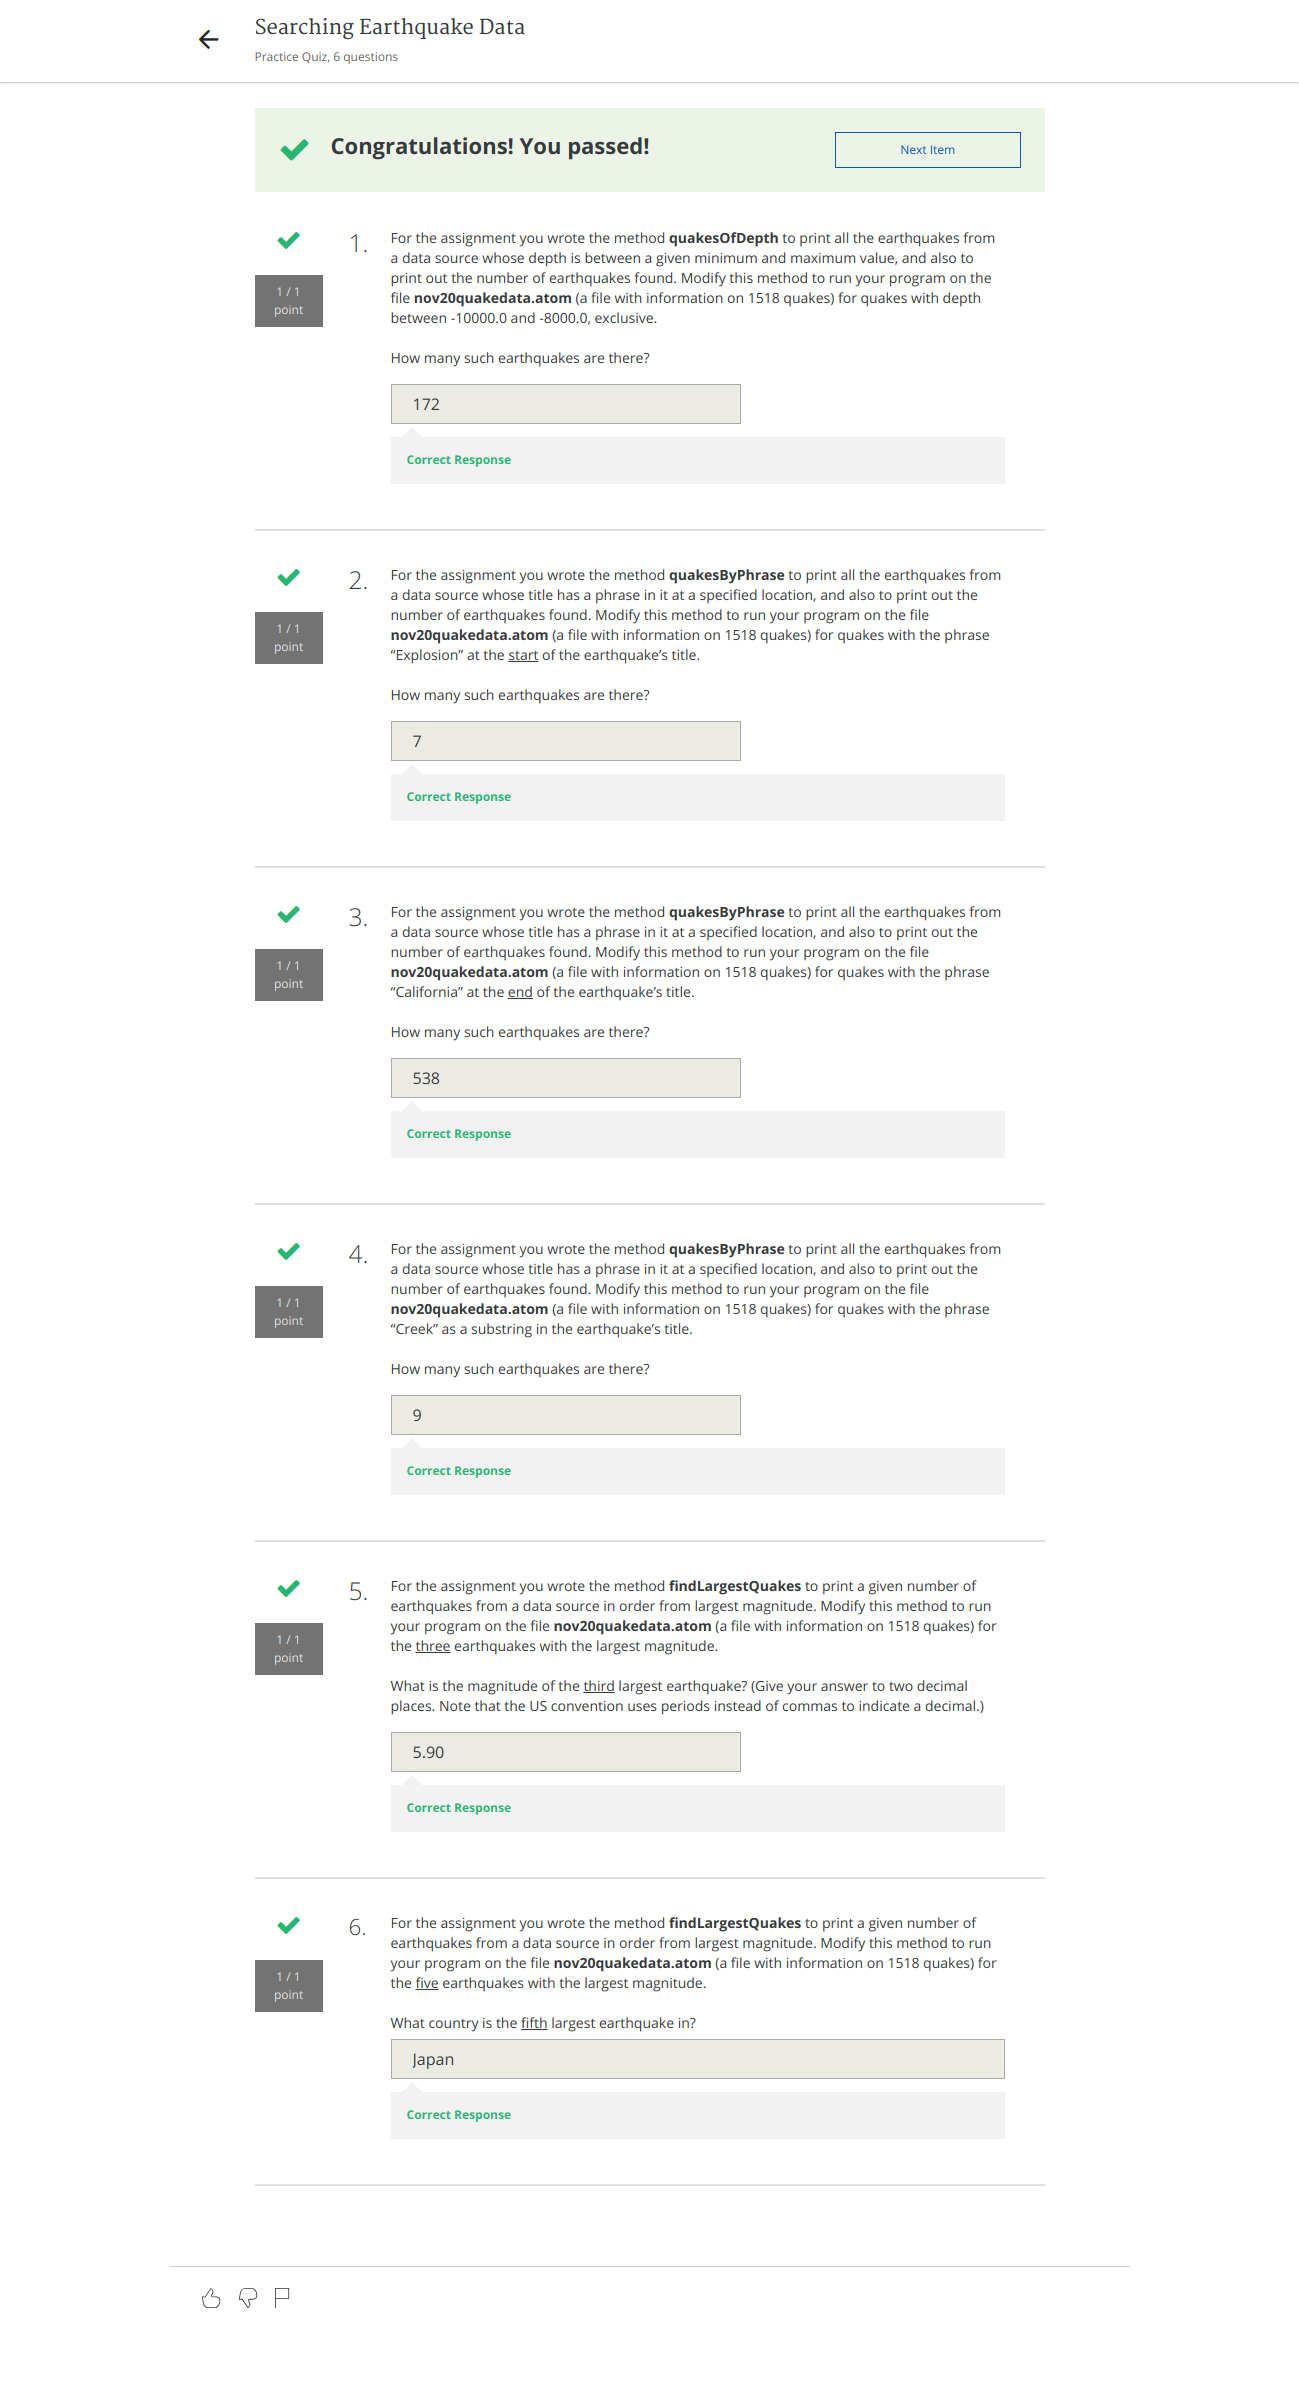 Searching Earthquake Data
Practice Quiz, 6 questions
Congratulations! You passed!
Next Item
1 / 1
point
1.
For the assignment you wrote the method quakesOfDepth to print all the earthquakes from
a data source whose depth is between a given minimum and maximum value, and also to
print out the number of earthquakes found. Modify this method to run your program on the
file nov20quakedata.atom (a file with information on 1518 quakes) for quakes with depth
between -10000.0 and -8000.0, exclusive.
How many such earthquakes are there?
172
Correct Response
1 / 1
point
2.
For the assignment you wrote the method quakesByPhrase to print all the earthquakes from
a data source whose title has a phrase in it at a specified location, and also to print out the
number of earthquakes found. Modify this method to run your program on the file
nov20quakedata.atom (a file with information on 1518 quakes) for quakes with the phrase
“Explosion” at the start of the earthquake’s title.
How many such earthquakes are there?
7
Correct Response
1 / 1
point
3.
For the assignment you wrote the method quakesByPhrase to print all the earthquakes from
a data source whose title has a phrase in it at a specified location, and also to print out the
number of earthquakes found. Modify this method to run your program on the file
nov20quakedata.atom (a file with information on 1518 quakes) for quakes with the phrase
“California” at the end of the earthquake’s title.
How many such earthquakes are there?
538
Correct Response
1 / 1
point
4.
For the assignment you wrote the method quakesByPhrase to print all the earthquakes from
a data source whose title has a phrase in it at a specified location, and also to print out the
number of earthquakes found. Modify this method to run your program on the file
nov20quakedata.atom (a file with information on 1518 quakes) for quakes with the phrase
“Creek” as a substring in the earthquake’s title.
How many such earthquakes are there?
9
Correct Response
1 / 1
point
5.
For the assignment you wrote the method findLargestQuakes to print a given number of
earthquakes from a data source in order from largest magnitude. Modify this method to run
your program on the file nov20quakedata.atom (a file with information on 1518 quakes) for
the three earthquakes with the largest magnitude.
What is the magnitude of the third largest earthquake? (Give your answer to two decimal
places. Note that the US convention uses periods instead of commas to indicate a decimal.)
5.90
Correct Response
1 / 1
point
6.
For the assignment you wrote the method findLargestQuakes to print a given number of
earthquakes from a data source in order from largest magnitude. Modify this method to run
your program on the file nov20quakedata.atom (a file with information on 1518 quakes) for
the five earthquakes with the largest magnitude.
What country is the fifth largest earthquake in?
Japan
Correct Response